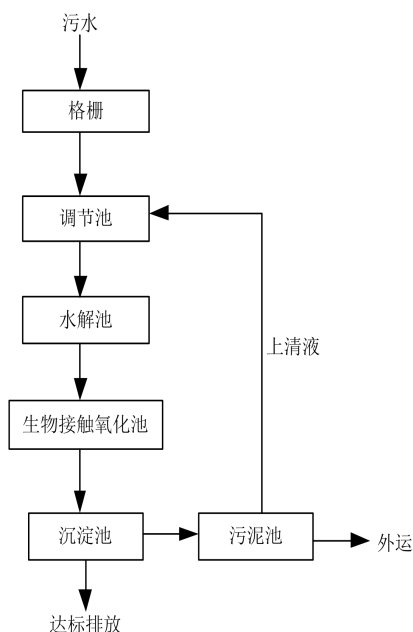 污水
格栅
调节池
水解池
上清液
生物接触氧化池
沉淀池
污泥池
外运
达标排放